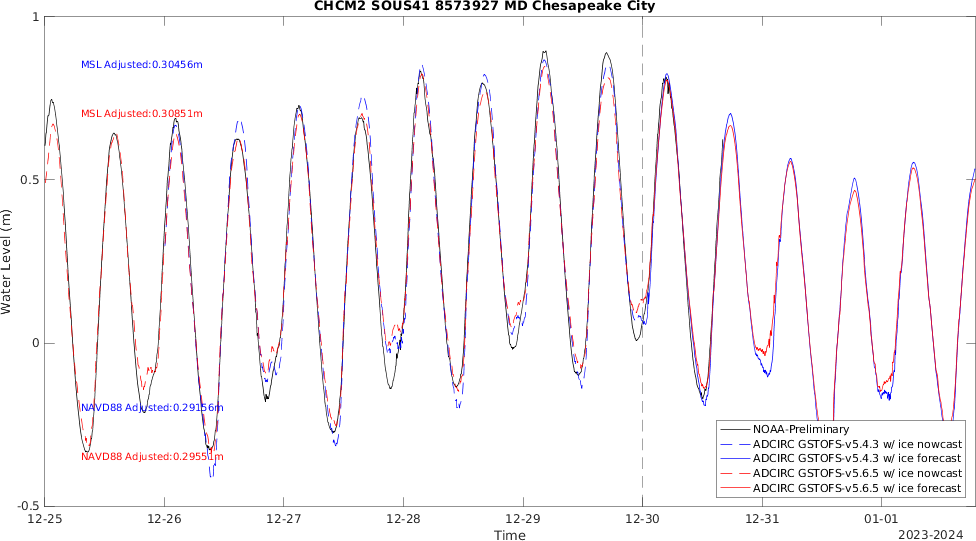 CHCM2 SOUS41 8573927 MD Chesapeake City
1
MSL Adjusted:0.30456m
MSL Adjusted:0.30851m
0.5
Water Level (m)
0
NAVD88 Adjusted:0.29156m
NOAA-Preliminary
ADCIRC GSTOFS-v5.4.3 w/ ice nowcast
NAVD88 Adjusted:0.29551m
ADCIRC GSTOFS-v5.4.3 w/ ice forecast
ADCIRC GSTOFS-v5.6.5 w/ ice nowcast
ADCIRC GSTOFS-v5.6.5 w/ ice forecast
-0.5
12-25 12-26 12-27 12-28 12-29 12-30 12-31 01-01
Time
2023-2024